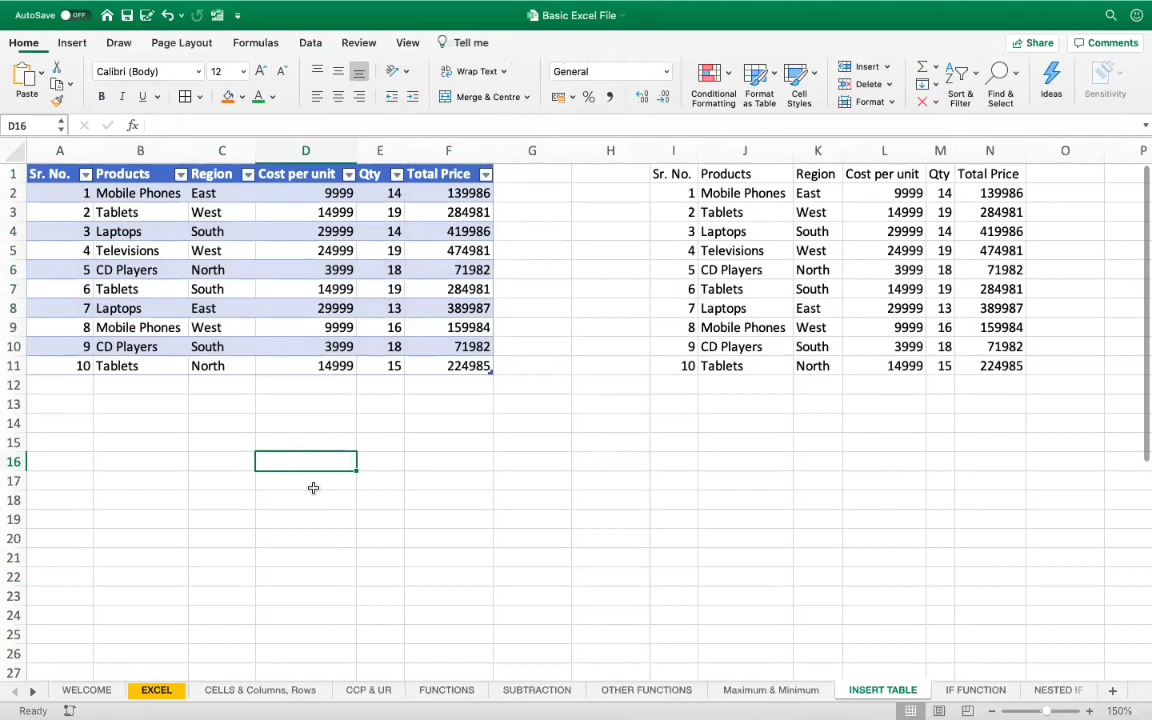 AutoSave OFF Basic Excel File
Home Insert Draw Page Layout Formulas Data Review View Tell me Share Comments
Paste Calibri (Body) 12 A A Wrap Text General Conditional Formatting Format as Table Cell Styles Insert Delete Format Sort & Filter Find & Select Ideas Sensitivity
B I U A Merge & Centre %
D16 fx
A B C D E F G H I J K L M N O P
1 Sr. No. Products Region Cost per unit Qty Total Price Sr. No. Products Region Cost per unit Qty Total Price
2 1 Mobile Phones East 9999 14 139986 1 Mobile Phones East 9999 14 139986
3 2 Tablets West 14999 19 284981 2 Tablets West 14999 19 284981
4 3 Laptops South 29999 14 419986 3 Laptops South 29999 14 419986
5 4 Televisions West 24999 19 474981 4 Televisions West 24999 19 474981
6 5 CD Players North 3999 18 71982 5 CD Players North 3999 18 71982
7 6 Tablets South 14999 19 284981 6 Tablets South 14999 19 284981
8 7 Laptops East 29999 13 389987 7 Laptops East 29999 13 389987
9 8 Mobile Phones West 9999 16 159984 8 Mobile Phones West 9999 16 159984
10 9 CD Players South 3999 18 71982 9 CD Players South 3999 18 71982
11 10 Tablets North 14999 15 224985 10 Tablets North 14999 15 224985
12
13
14
15
16
17
18
19
20
21
22
23
24
25
26
27
WELCOME EXCEL CELLS & Columns, Rows CCP & UR FUNCTIONS SUBTRACTION OTHER FUNCTIONS Maximum & Minimum INSERT TABLE IF FUNCTION NESTED IF
Ready 150%